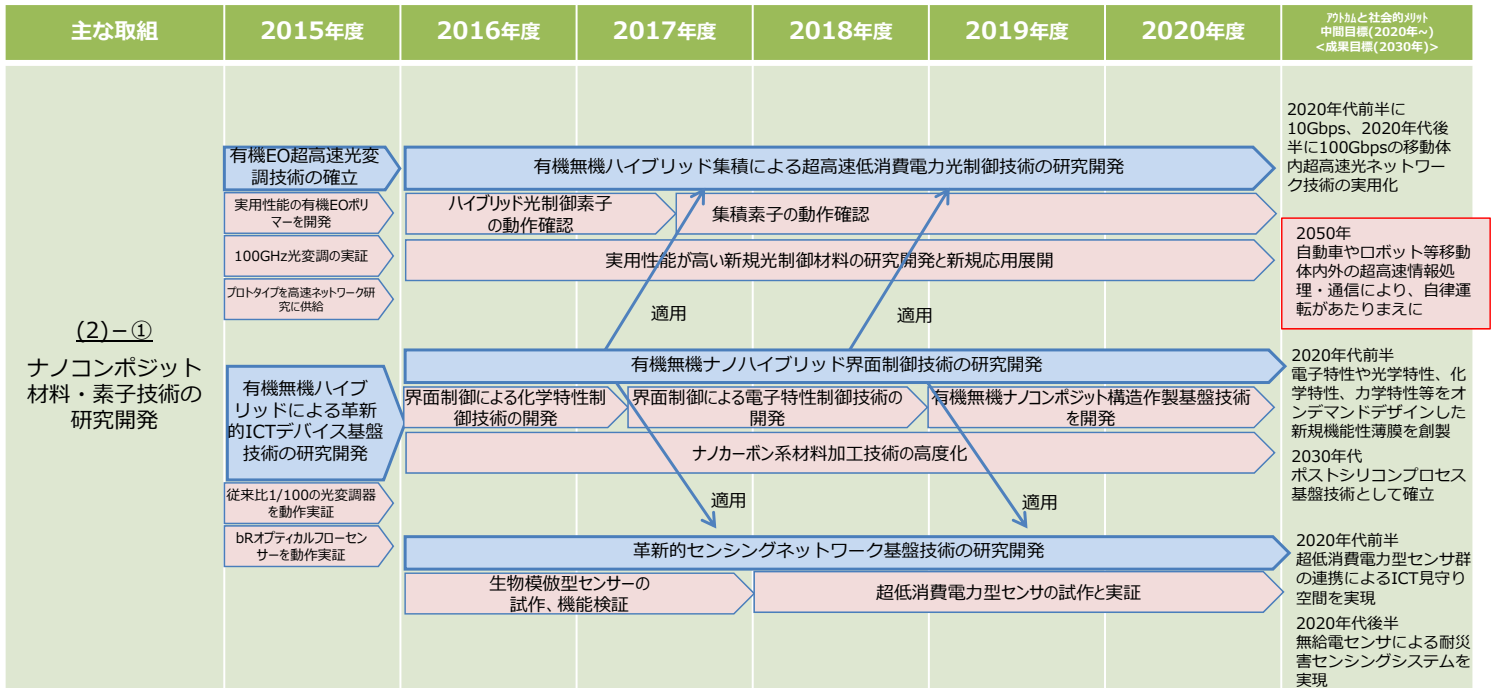 主な取組
2015年度
2016年度
2017年度
2018年度
2019年度
2020年度
アウトカムと社会的メリット
中間目標(2020年~)
<成果目標(2030年)>
(2)－①
ナノコンポジット
材料・素子技術の
研究開発
有機EO超高速光変
調技術の確立
実用性能の有機EOポリ
マーを開発
100GHz光変調の実証
プロトタイプを高速ネットワーク研
究に供給
有機無機ハイブリッド集積による超高速低消費電力光制御技術の研究開発
ハイブリッド光制御素子
の動作確認
集積素子の動作確認
実用性能が高い新規光制御材料の研究開発と新規応用展開
適用
適用
2020年代前半に
10Gbps、2020年代後
半に100Gbpsの移動体
内超高速光ネットワー
ク技術の実用化
2050年
自動車やロボット等移動
体内外の超高速情報処
理・通信により、自律運
転があたりまえに
有機無機ハイブ
リッドによる革新
的ICTデバイス基盤
技術の研究開発
従来比1/100の光変調器
を動作実証
bRオプティカルフローセン
サーを動作実証
有機無機ナノハイブリッド界面制御技術の研究開発
界面制御による化学特性制
御技術の開発
界面制御による電子特性制御技術の
開発
有機無機ナノコンポジット構造作製基盤技術
を開発
ナノカーボン系材料加工技術の高度化
適用
適用
2020年代前半
電子特性や光学特性、化
学特性、力学特性等をオ
ンデマンドデザインした
新規機能性薄膜を創製
2030年代
ポストシリコンプロセス
基盤技術として確立
革新的センシングネットワーク基盤技術の研究開発
生物模倣型センサーの
試作、機能検証
超低消費電力型センサの試作と実証
2020年代前半
超低消費電力型センサ群
の連携によるICT見守り
空間を実現
2020年代後半
無給電センサによる耐災
害センシングシステムを
実現